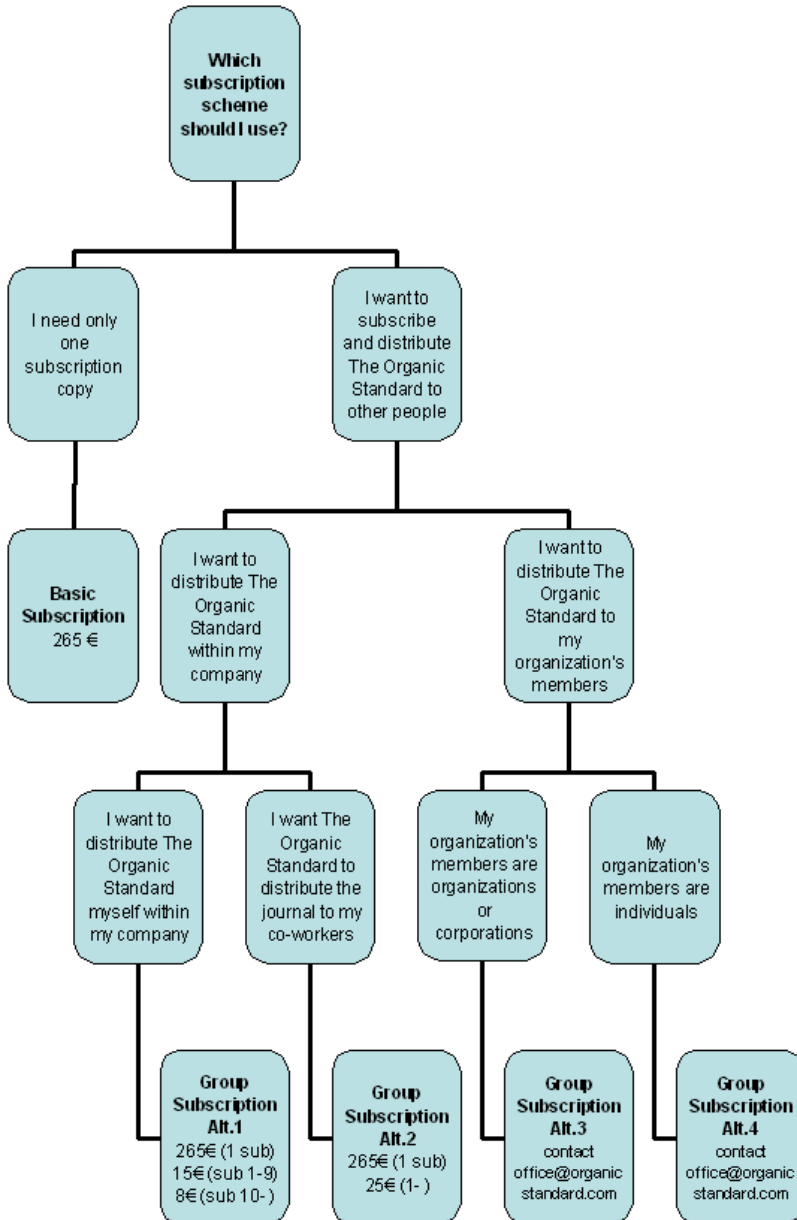 Which
subscription
scheme
should I use?
I need only
one
subscription
copy
I want to
subscribe
and distribute
The Organic
Standard to
other people
Basic
Subscription
265 €
I want to
distribute The
Organic
Standard
within my
company
I want to
distribute The
Organic
Standard to
my
organization's
members
I want to
distribute The
Organic
Standard
myself within
my company
I want The
Organic
Standard to
distribute the
journal to my
co-workers
My
organization's
members are
organizations
or
corporations
My
organization's
members are
individuals
Group
Subscription
Alt.1
265€ (1 sub)
15€ (sub 1-9)
8€ (sub 10- )
Group
Subscription
Alt.2
265€ (1 sub)
25€ (1- )
Group
Subscription
Alt.3
contact
office@organic
standard.com
Group
Subscription
Alt.4
contact
office@organic
standard.com